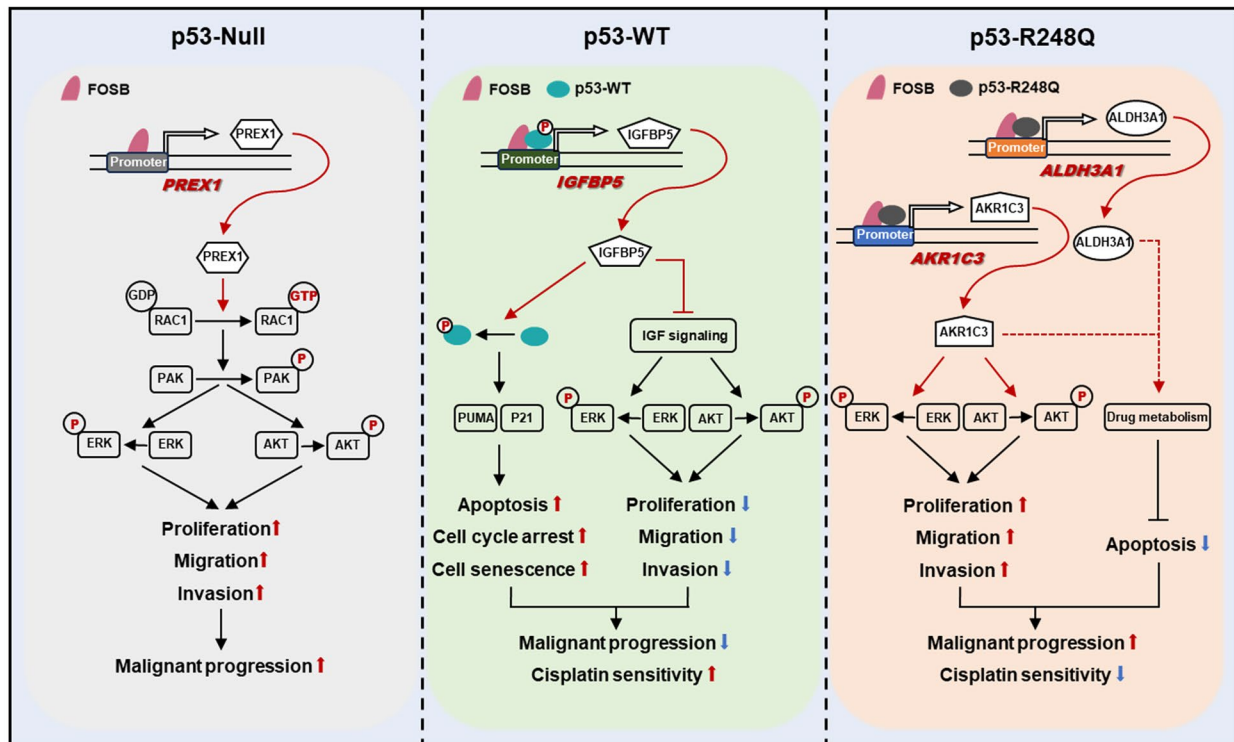 p53-Null
FOSB
PREX1
Promoter
PREX1
PREX1
GDP
GTP
RAC1
RAC1
P
PAK
PAK
P
P
ERK
ERK
AKT
AKT
Proliferation
Migration
Invasion
Malignant progression
p53-WT
FOSB
p53-WT
P
IGFBP5
Promoter
IGFBP5
IGFBP5
P
IGF signaling
PUMA
P21
P
ERK
ERK
AKT
AKT
P
Apoptosis
Cell cycle arrest
Cell senescence
Proliferation
Migration
Invasion
Malignant progression
Cisplatin sensitivity
p53-R248Q
FOSB
p53-R248Q
ALDH3A1
Promoter
ALDH3A1
AKR1C3
Promoter
AKR1C3
ALDH3A1
AKR1C3
P
ERK
ERK
AKT
AKT
P
Drug metabolism
Proliferation
Migration
Invasion
Apoptosis
Malignant progression
Cisplatin sensitivity